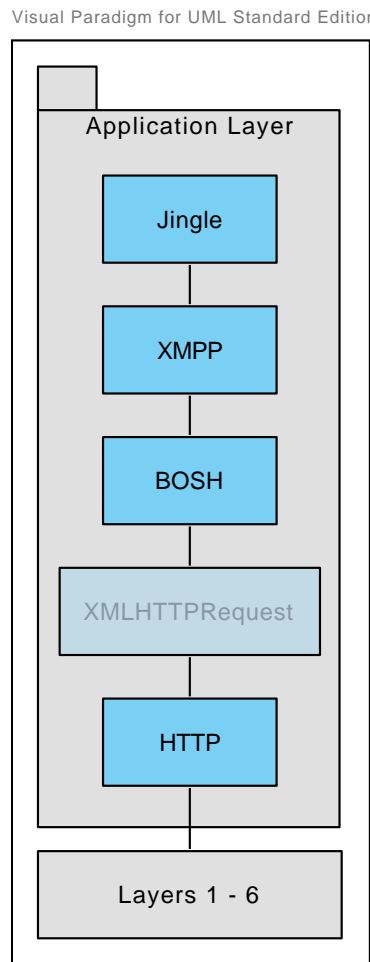 Visual Paradigm for UML Standard Edition
Application Layer
Jingle
XMPP
BOSH
XMLHTTPRequest
HTTP
Layers 1 - 6